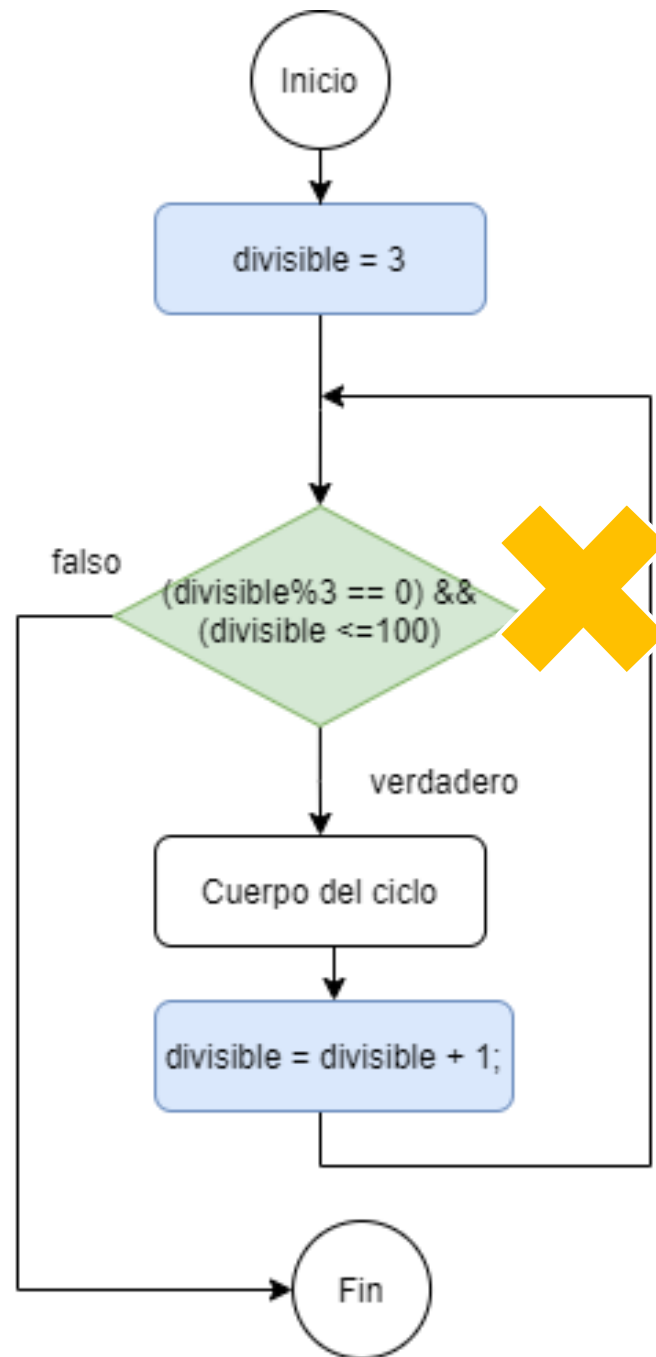 Inicio
divisible = 3
falso
(divisible%3 == 0) &&
(divisible <=100)
verdadero
Cuerpo del ciclo
divisible = divisible + 1;
Fin